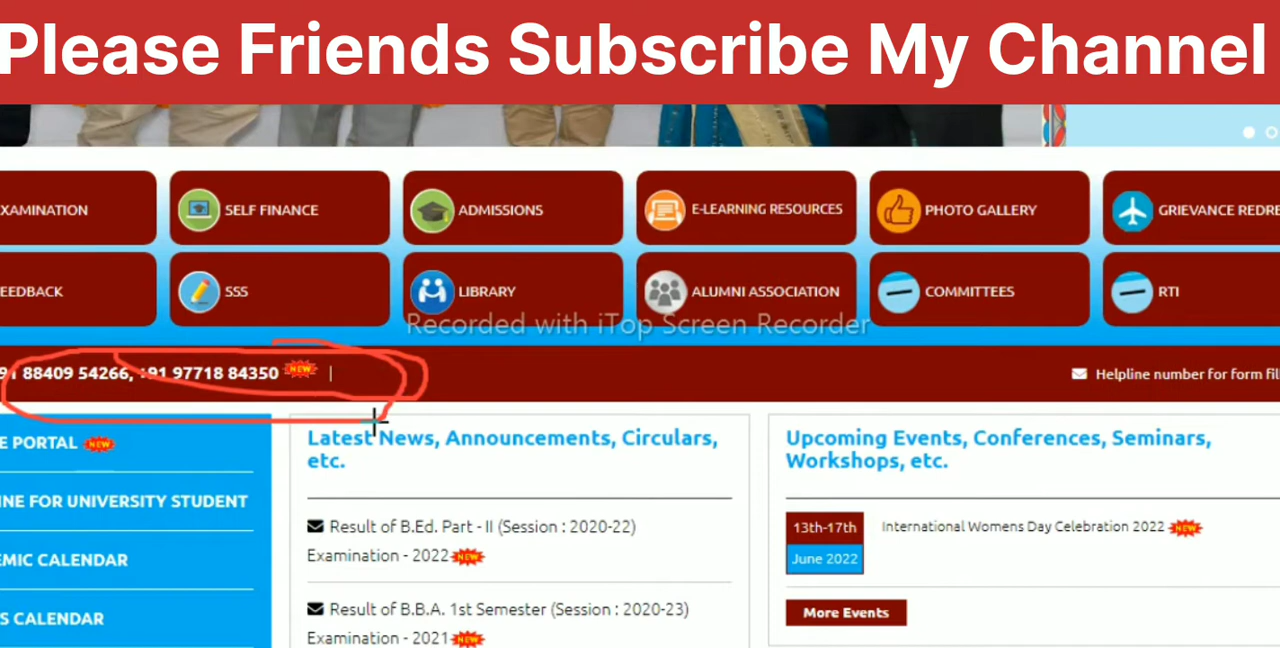 Please Friends Subscribe My Channel
XAMINATION
SELF FINANCE
ADMISSIONS
E-LEARNING RESOURCES
PHOTO GALLERY
GRIEVANCE REDRE
EEDBACK
SSS
LIBRARY
ALUMNI ASSOCIATION
COMMITTEES
RTI
Recorded with iTop Screen Recorder
91 88409 54266, +91 97718 84350 NEW |
Helpline number for form fil
E PORTAL NEW
INE FOR UNIVERSITY STUDENT
EMIC CALENDAR
S CALENDAR
Latest News, Announcements, Circulars,
etc.
Result of B.Ed. Part - II (Session : 2020-22)
Examination - 2022 NEW
Result of B.B.A. 1st Semester (Session : 2020-23)
Examination - 2021 NEW
Upcoming Events, Conferences, Seminars,
Workshops, etc.
13th-17th
June 2022
International Womens Day Celebration 2022 NEW
More Events